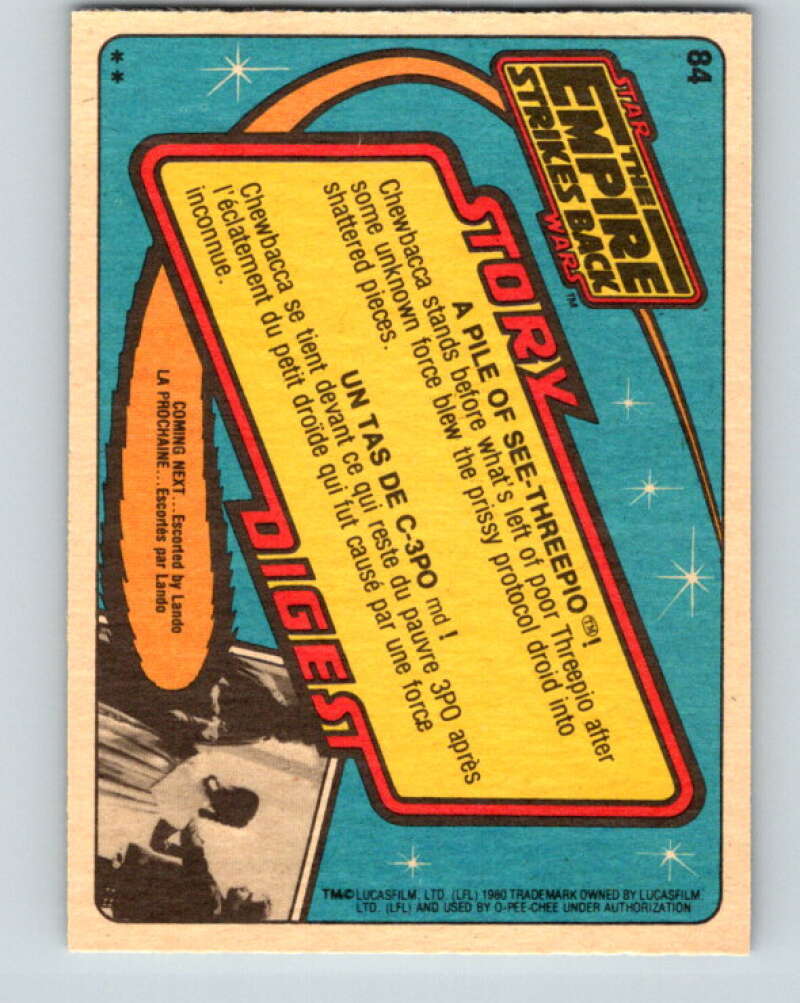 84
STAR
THE
EMPIRE
STRIKES BACK
WARS™
STORY
A PILE OF SEE-THREEPIO™!
Chewbacca stands before what's left of poor Threepio after
some unknown force blew the prissy protocol droid into
shattered pieces.
UN TAS DE C-3PO md!
Chewbacca se tient devant ce qui reste du pauvre 3PO après
l'éclatement du petit droïde qui fut causé par une force
inconnue.
DIGEST
COMING NEXT...Escorted by Lando
LA PROCHAINE...Escortés par Lando
TM:© LUCASFILM, LTD. (LFL) 1980 TRADEMARK OWNED BY LUCASFILM
LTD. (LFL) AND USED BY O-PEE-CHEE UNDER AUTHORIZATION
**